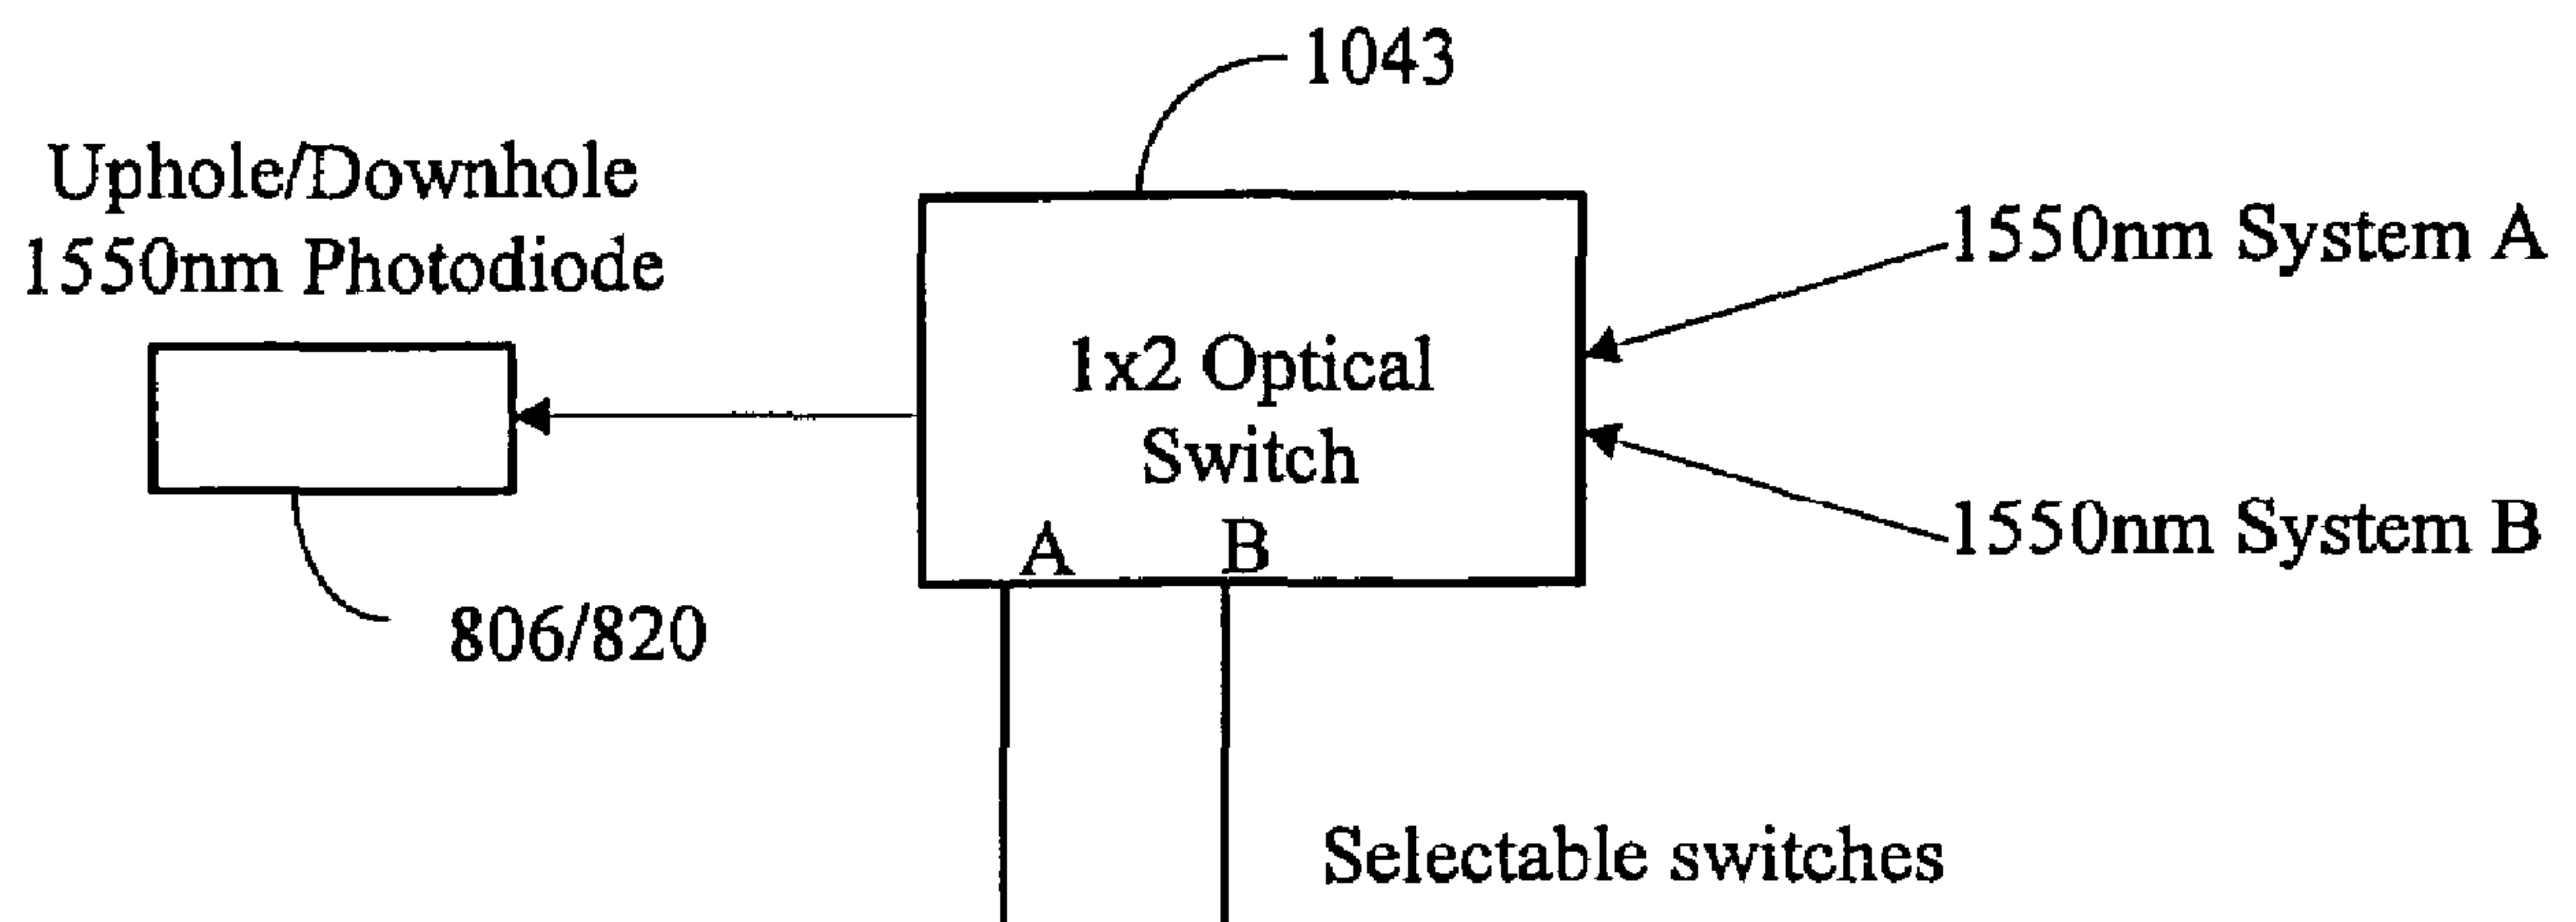 1043
Uphole/Downhole
1550nm Photodiode
1550nm System A
1x2 Optical
Switch
A
B
1550nm System B
806/820
Selectable switches